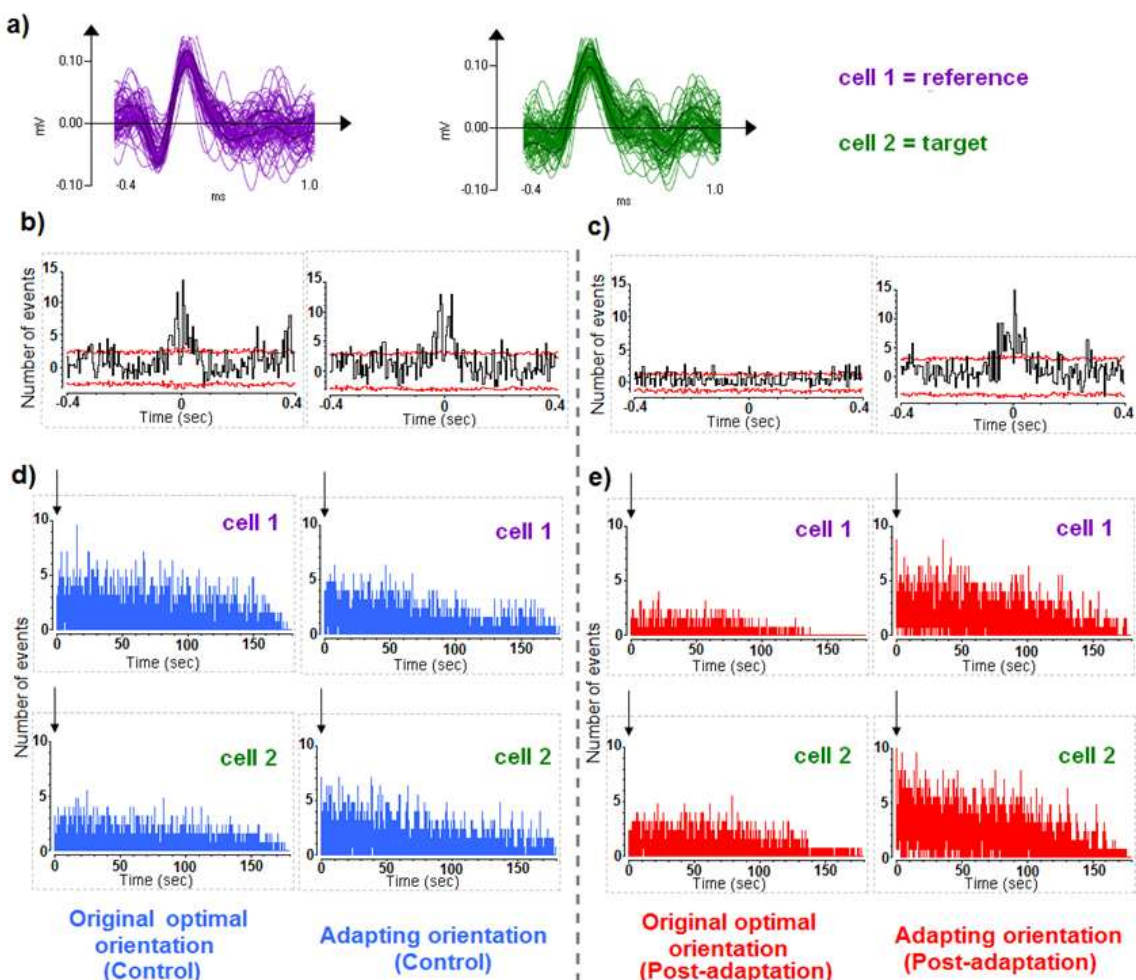 a)
0.10
0.00
-0.10
mV
-0.4
1.0
ms
0.10
0.00
-0.10
mV
-0.4
1.0
ms
cell 1 = reference
cell 2 = target
b)
Number of events
15
10
5
0
-0.4
0
0.4
Time (sec)
15
10
5
0
-0.4
0
0.4
Time (sec)
c)
Number of events
15
10
5
0
-0.4
0
0.4
Time (sec)
15
10
5
0
-0.4
0
0.4
Time (sec)
d)
Number of events
cell 1
10
5
0
0
50
100
150
Time (sec)
cell 1
10
5
0
0
50
100
150
Time (sec)
cell 2
10
5
0
0
50
100
150
Time (sec)
cell 2
10
5
0
0
50
100
150
Time (sec)
e)
Number of events
cell 1
10
5
0
0
50
100
150
Time (sec)
cell 1
10
5
0
0
50
100
150
Time (sec)
cell 2
10
5
0
0
50
100
150
Time (sec)
cell 2
10
5
0
0
50
100
150
Time (sec)
Original optimal
orientation
(Control)
Adapting orientation
(Control)
Original optimal
orientation
(Post-adaptation)
Adapting orientation
(Post-adaptation)